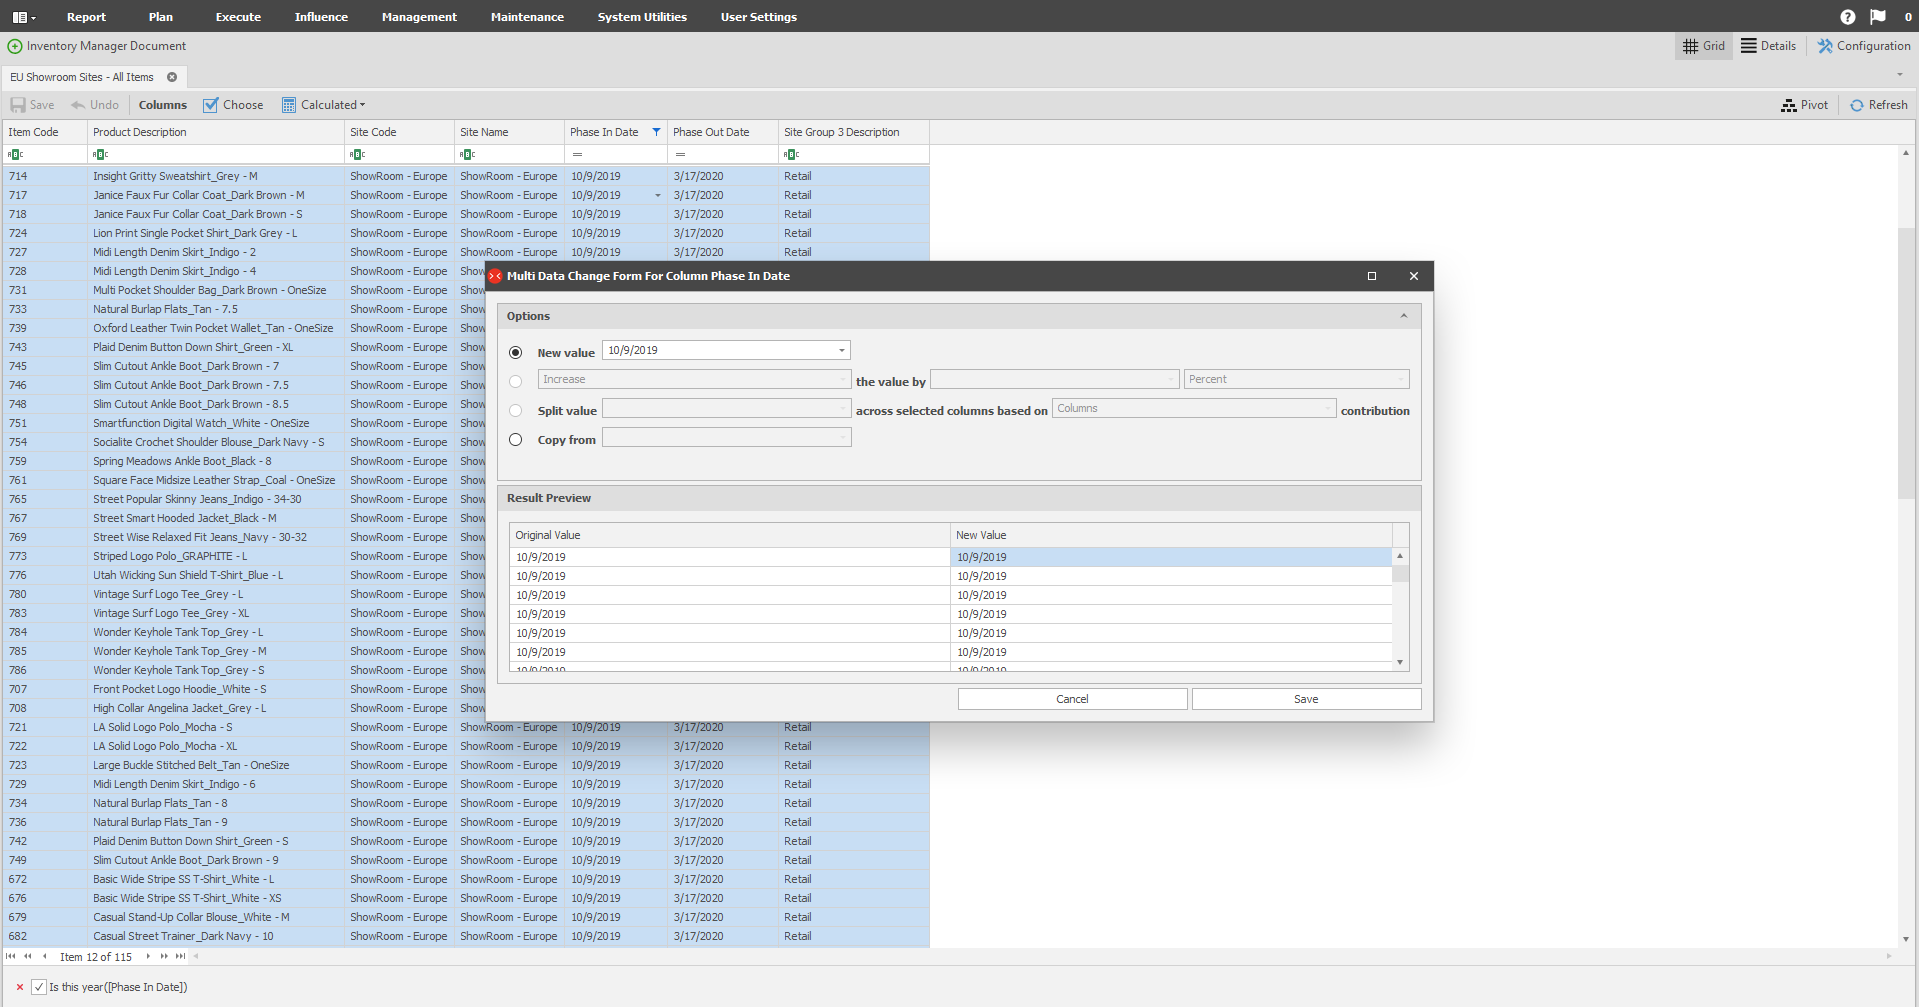 Report Plan Execute Influence Management Maintenance System Utilities User Settings ? 0
Inventory Manager Document Grid Details Configuration
EU Showroom Sites - All Items
Save Undo Columns Choose Calculated Pivot Refresh
Item Code Product Description Site Code Site Name Phase In Date Phase Out Date Site Group 3 Description
ABC ABC ABC ABC = = ABC
714 Insight Gritty Sweatshirt_Grey - M ShowRoom - Europe ShowRoom - Europe 10/9/2019 3/17/2020 Retail
717 Janice Faux Fur Collar Coat_Dark Brown - M ShowRoom - Europe ShowRoom - Europe 10/9/2019 3/17/2020 Retail
718 Janice Faux Fur Collar Coat_Dark Brown - S ShowRoom - Europe ShowRoom - Europe 10/9/2019 3/17/2020 Retail
724 Lion Print Single Pocket Shirt_Dark Grey - L ShowRoom - Europe ShowRoom - Europe 10/9/2019 3/17/2020 Retail
727 Midi Length Denim Skirt_Indigo - 2 ShowRoom - Europe ShowRoom - Europe 10/9/2019 3/17/2020 Retail
728 Midi Length Denim Skirt_Indigo - 4 ShowRoom - Europe Show
731 Multi Pocket Shoulder Bag_Dark Brown - OneSize ShowRoom - Europe Show
733 Natural Burlap Flats_Tan - 7.5 ShowRoom - Europe Show
739 Oxford Leather Twin Pocket Wallet_Tan - OneSize ShowRoom - Europe Show
743 Plaid Denim Button Down Shirt_Green - XL ShowRoom - Europe Show
745 Slim Cutout Ankle Boot_Dark Brown - 7 ShowRoom - Europe Show
746 Slim Cutout Ankle Boot_Dark Brown - 7.5 ShowRoom - Europe Show
748 Slim Cutout Ankle Boot_Dark Brown - 8.5 ShowRoom - Europe Show
751 Smartfunction Digital Watch_White - OneSize ShowRoom - Europe Show
754 Socialite Crochet Shoulder Blouse_Dark Navy - S ShowRoom - Europe Show
759 Spring Meadows Ankle Boot_Black - 8 ShowRoom - Europe Show
761 Square Face Midsize Leather Strap_Coal - OneSize ShowRoom - Europe Show
765 Street Popular Skinny Jeans_Indigo - 34-30 ShowRoom - Europe Show
767 Street Smart Hooded Jacket_Black - M ShowRoom - Europe Show
769 Street Wise Relaxed Fit Jeans_Navy - 30-32 ShowRoom - Europe Show
773 Striped Logo Polo_GRAPHITE - L ShowRoom - Europe Show
776 Utah Wicking Sun Shield T-Shirt_Blue - L ShowRoom - Europe Show
780 Vintage Surf Logo Tee_Grey - L ShowRoom - Europe Show
783 Vintage Surf Logo Tee_Grey - XL ShowRoom - Europe Show
784 Wonder Keyhole Tank Top_Grey - L ShowRoom - Europe Show
785 Wonder Keyhole Tank Top_Grey - M ShowRoom - Europe Show
786 Wonder Keyhole Tank Top_Grey - S ShowRoom - Europe Show
707 Front Pocket Logo Hoodie_White - S ShowRoom - Europe Show
708 High Collar Angelina Jacket_Grey - L ShowRoom - Europe Show
721 LA Solid Logo Polo_Mocha - S ShowRoom - Europe ShowRoom - Europe 10/9/2019 3/17/2020 Retail
722 LA Solid Logo Polo_Mocha - XL ShowRoom - Europe ShowRoom - Europe 10/9/2019 3/17/2020 Retail
723 Large Buckle Stitched Belt_Tan - OneSize ShowRoom - Europe ShowRoom - Europe 10/9/2019 3/17/2020 Retail
729 Midi Length Denim Skirt_Indigo - 6 ShowRoom - Europe ShowRoom - Europe 10/9/2019 3/17/2020 Retail
734 Natural Burlap Flats_Tan - 8 ShowRoom - Europe ShowRoom - Europe 10/9/2019 3/17/2020 Retail
736 Natural Burlap Flats_Tan - 9 ShowRoom - Europe ShowRoom - Europe 10/9/2019 3/17/2020 Retail
742 Plaid Denim Button Down Shirt_Green - S ShowRoom - Europe ShowRoom - Europe 10/9/2019 3/17/2020 Retail
749 Slim Cutout Ankle Boot_Dark Brown - 9 ShowRoom - Europe ShowRoom - Europe 10/9/2019 3/17/2020 Retail
672 Basic Wide Stripe SS T-Shirt_White - L ShowRoom - Europe ShowRoom - Europe 10/9/2019 3/17/2020 Retail
676 Basic Wide Stripe SS T-Shirt_White - XS ShowRoom - Europe ShowRoom - Europe 10/9/2019 3/17/2020 Retail
679 Casual Stand-Up Collar Blouse_White - M ShowRoom - Europe ShowRoom - Europe 10/9/2019 3/17/2020 Retail
682 Casual Street Trainer_Dark Navy - 10 ShowRoom - Europe ShowRoom - Europe 10/9/2019 3/17/2020 Retail
Item 12 of 115
Is this year([Phase In Date])
Multi Data Change Form For Column Phase In Date
Options
New value 10/9/2019
Increase the value by Percent
Split value across selected columns based on Columns contribution
Copy from
Result Preview
Original Value New Value
10/9/2019 10/9/2019
10/9/2019 10/9/2019
10/9/2019 10/9/2019
10/9/2019 10/9/2019
10/9/2019 10/9/2019
10/9/2019 10/9/2019
10/9/2019 10/9/2019
Cancel Save